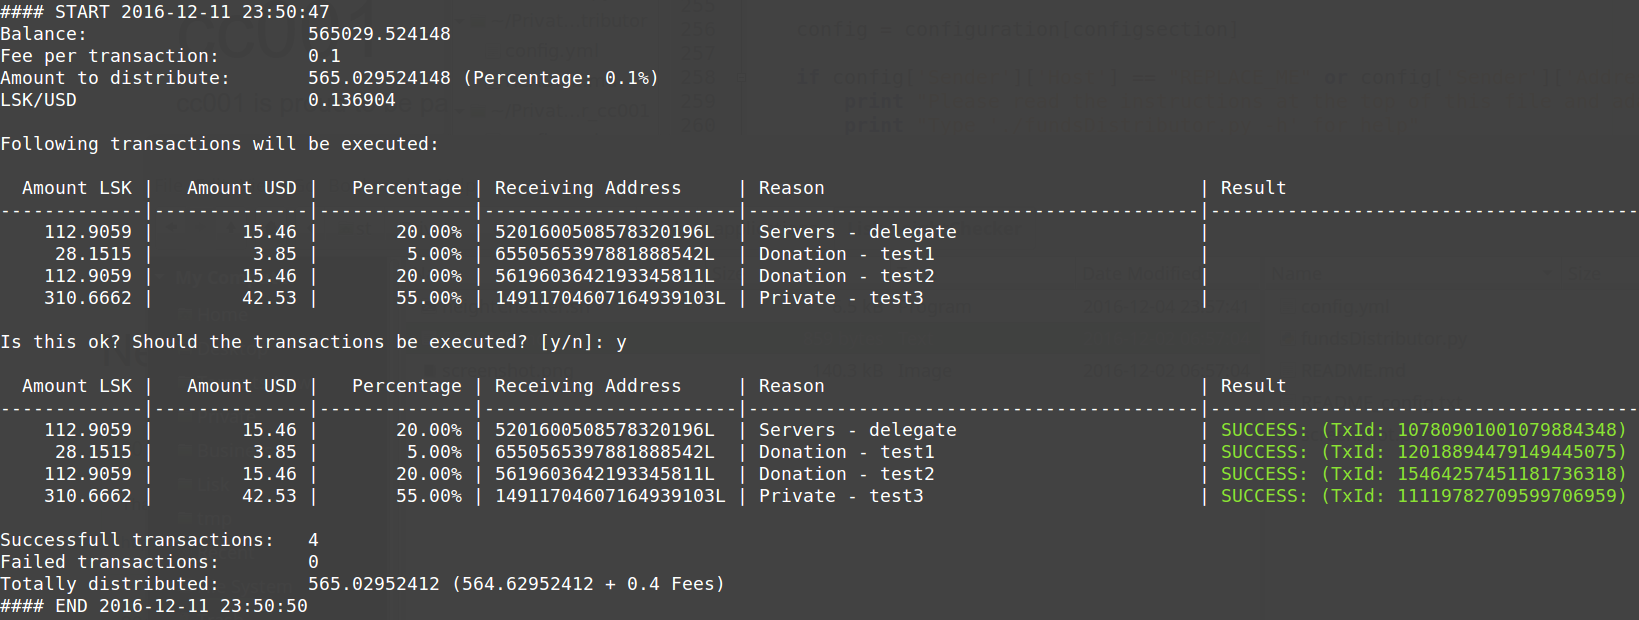 #### START 2016-12-11 23:50:47
Balance: 565029.524148
Fee per transaction: 0.1
Amount to distribute: 565.029524148 (Percentage: 0.1%)
LSK/USD 0.136904
Following transactions will be executed:
Amount LSK | Amount USD | Percentage | Receiving Address | Reason | Result
-------------|--------------|--------------|-----------------------|-----------------------------------------|---------------------------------------
112.9059 | 15.46 | 20.00% | 5201600508578320196L | Servers - delegate |
28.1515 | 3.85 | 5.00% | 6550565397881888542L | Donation - test1 |
112.9059 | 15.46 | 20.00% | 5619603642193345811L | Donation - test2 |
310.6662 | 42.53 | 55.00% | 14911704607164939103L | Private - test3 |
Is this ok? Should the transactions be executed? [y/n]: y
Amount LSK | Amount USD | Percentage | Receiving Address | Reason | Result
-------------|--------------|--------------|-----------------------|-----------------------------------------|---------------------------------------
112.9059 | 15.46 | 20.00% | 5201600508578320196L | Servers - delegate | SUCCESS: (TxId: 10780901001079884348)
28.1515 | 3.85 | 5.00% | 6550565397881888542L | Donation - test1 | SUCCESS: (TxId: 12018894479149445075)
112.9059 | 15.46 | 20.00% | 5619603642193345811L | Donation - test2 | SUCCESS: (TxId: 15464257451181736318)
310.6662 | 42.53 | 55.00% | 14911704607164939103L | Private - test3 | SUCCESS: (TxId: 11119782709599706959)
Successfull transactions: 4
Failed transactions: 0
Totally distributed: 565.02952412 (564.62952412 + 0.4 Fees)
#### END 2016-12-11 23:50:50